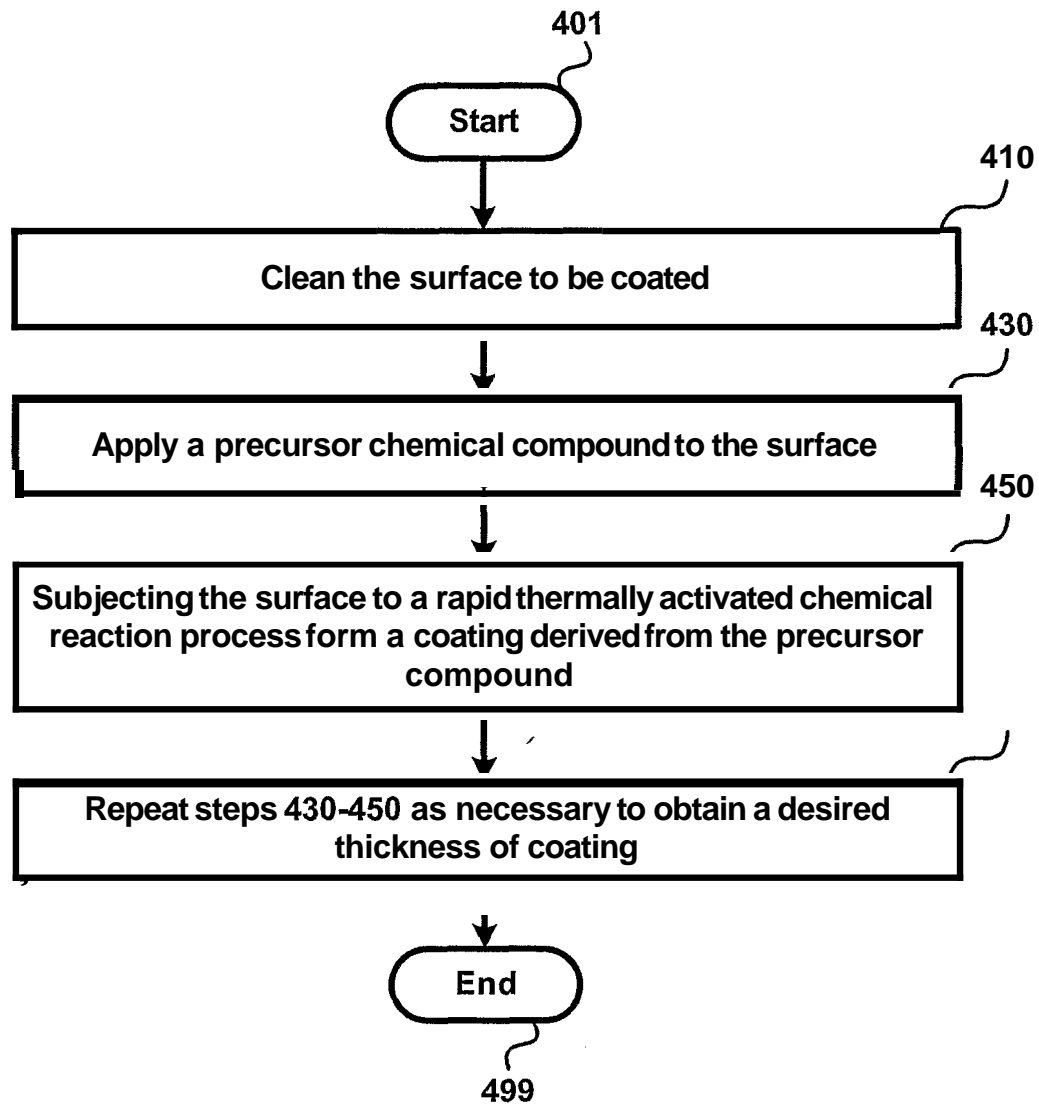 401
Start
410
Clean the surface to be coated
430
Apply a precursor chemical compound to the surface
450
Subjecting the surface to a rapid thermally activated chemical
reaction process form a coating derived from the precursor
compound
Repeat steps 430-450 as necessary to obtain a desired
thickness of coating
End
499